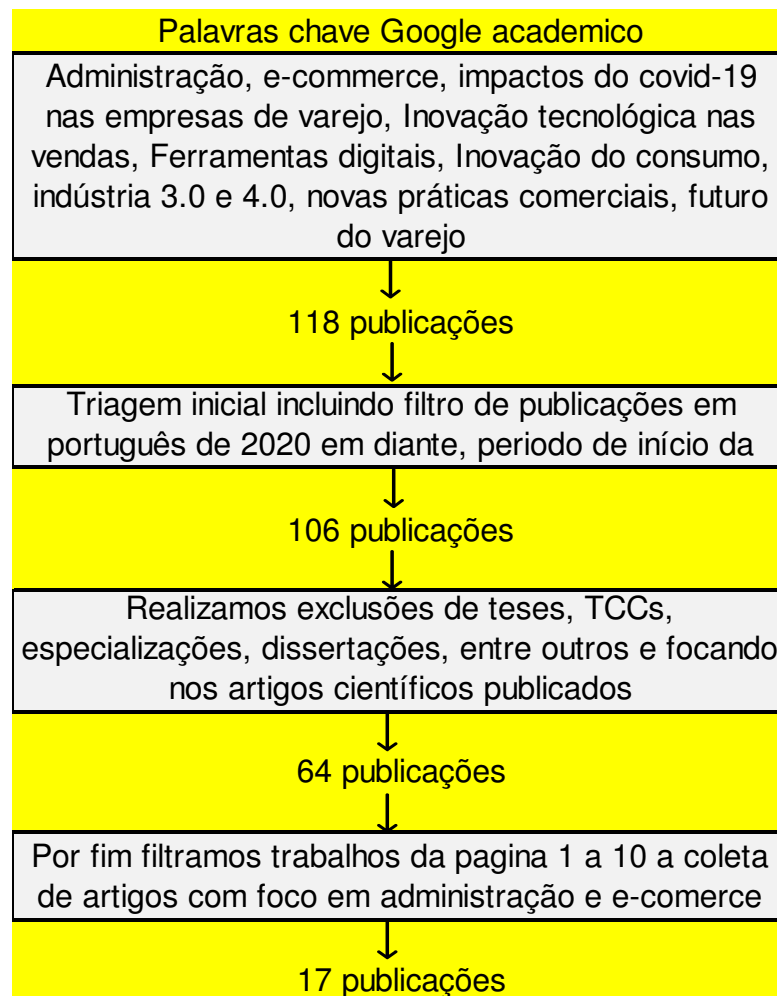 Palavras chave Google academico
Administração, e-commerce, impactos do covid-19
nas empresas de varejo, Inovação tecnológica nas
vendas, Ferramentas digitais, Inovação do consumo,
indústria 3.0 e 4.0, novas práticas comerciais, futuro
do varejo
118 publicações
Triagem inicial incluindo filtro de publicações em
português de 2020 em diante, periodo de início da
106 publicações
Realizamos exclusões de teses, TCCs,
especializações, dissertações, entre outros e focando
nos artigos científicos publicados
64 publicações
Por fim filtramos trabalhos da pagina 1 a 10 a coleta
de artigos com foco em administração e e-comerce
17 publicações